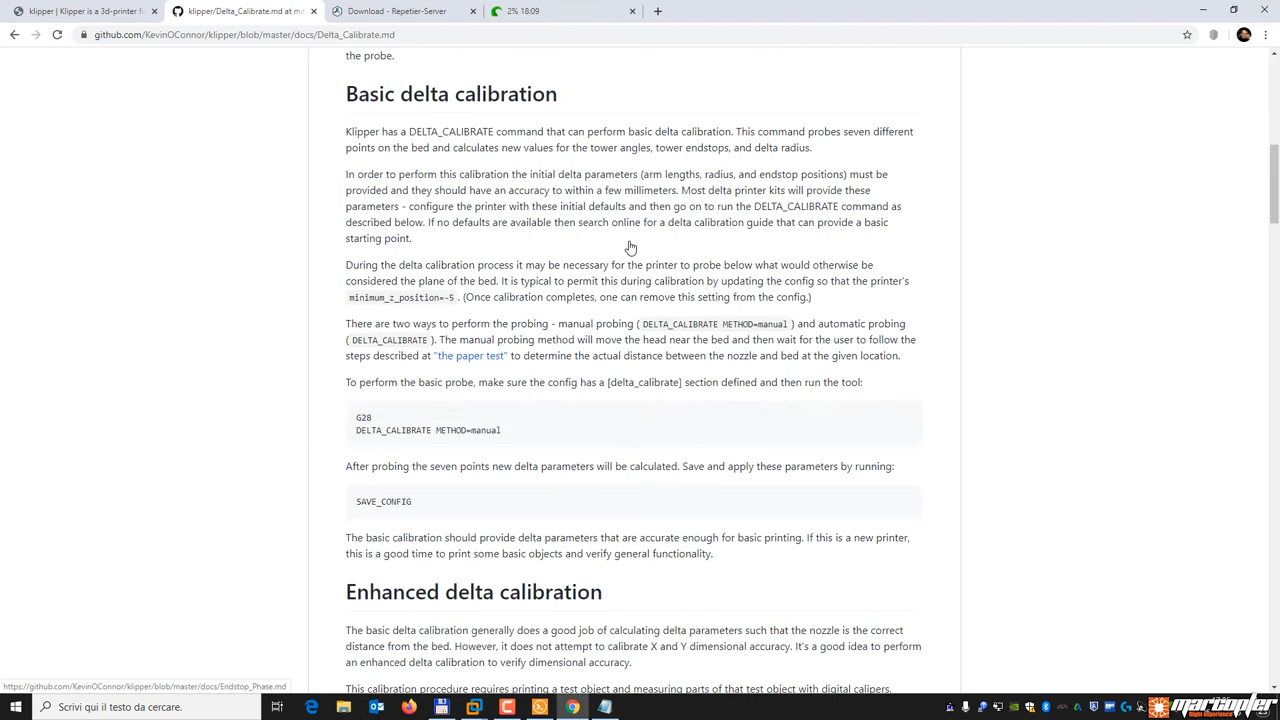 klipper | Klipper is a 3d-printer fi
klipper/Delta_Calibrate.md at ma
Download - Repetier-Server
2% 18:09
github.com/KevinOConnor/klipper/blob/master/docs/Delta_Calibrate.md
the probe.
Basic delta calibration
Klipper has a DELTA_CALIBRATE command that can perform basic delta calibration. This command probes seven different
points on the bed and calculates new values for the tower angles, tower endstops, and delta radius.
In order to perform this calibration the initial delta parameters (arm lengths, radius, and endstop positions) must be
provided and they should have an accuracy to within a few millimeters. Most delta printer kits will provide these
parameters - configure the printer with these initial defaults and then go on to run the DELTA_CALIBRATE command as
described below. If no defaults are available then search online for a delta calibration guide that can provide a basic
starting point.
During the delta calibration process it may be necessary for the printer to probe below what would otherwise be
considered the plane of the bed. It is typical to permit this during calibration by updating the config so that the printer's
minimum_z_position=-5 . (Once calibration completes, one can remove this setting from the config.)
There are two ways to perform the probing - manual probing ( DELTA_CALIBRATE METHOD=manual ) and automatic probing
( DELTA_CALIBRATE ). The manual probing method will move the head near the bed and then wait for the user to follow the
steps described at "the paper test" to determine the actual distance between the nozzle and bed at the given location.
To perform the basic probe, make sure the config has a [delta_calibrate] section defined and then run the tool:
G28
DELTA_CALIBRATE METHOD=manual
After probing the seven points new delta parameters will be calculated. Save and apply these parameters by running:
SAVE_CONFIG
The basic calibration should provide delta parameters that are accurate enough for basic printing. If this is a new printer,
this is a good time to print some basic objects and verify general functionality.
Enhanced delta calibration
The basic delta calibration generally does a good job of calculating delta parameters such that the nozzle is the correct
distance from the bed. However, it does not attempt to calibrate X and Y dimensional accuracy. It's a good idea to perform
an enhanced delta calibration to verify dimensional accuracy.
This calibration procedure requires printing a test object and measuring parts of that test object with digital calipers.
https://github.com/KevinOConnor/klipper/blob/master/docs/Endstop_Phase.md
Scrivi qui il testo da cercare.
marcopter